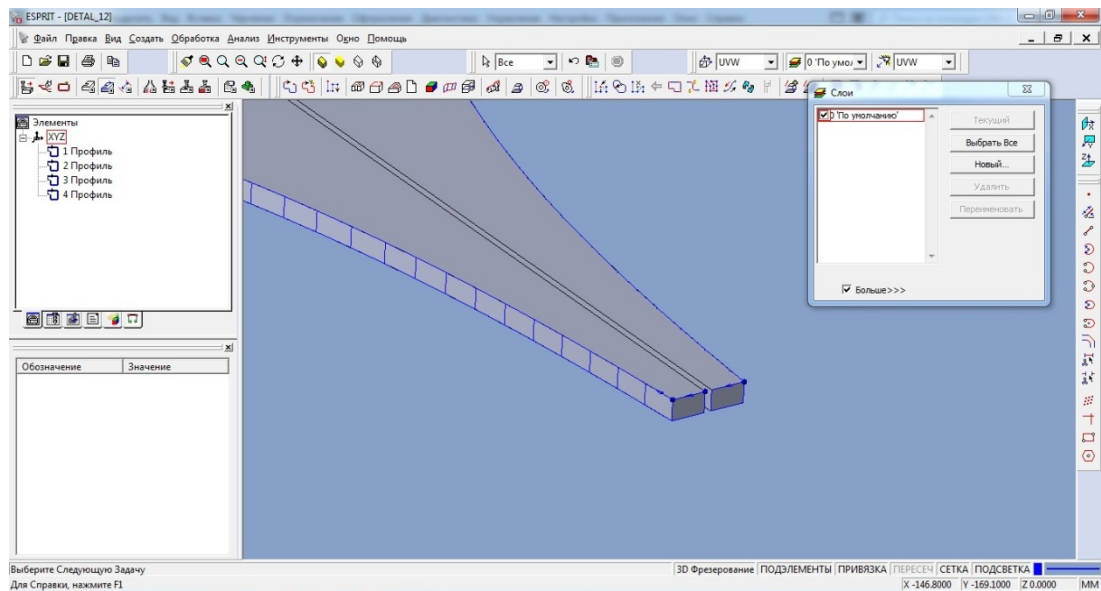 ESPRIT - [DETAL_12]
Файл Правка Вид Создать Обработка Анализ Инструменты Окно Помощь
Все UVW 0 'По умол UVW
Слои
0 'По умолчанию'
Текущий
Выбрать Все
Новый...
Удалить
Переименовать
Больше>>>
Элементы
XYZ
1 Профиль
2 Профиль
3 Профиль
4 Профиль
Обозначение Значение
Выберите Следующую Задачу
3D Фрезерование ПОДЭЛЕМЕНТЫ ПРИВЯЗКА ПЕРЕСЕЧ СЕТКА ПОДСВЕТКА
Для Справки, нажмите F1
X -146.8000 Y -169.1000 Z 0.0000 MM